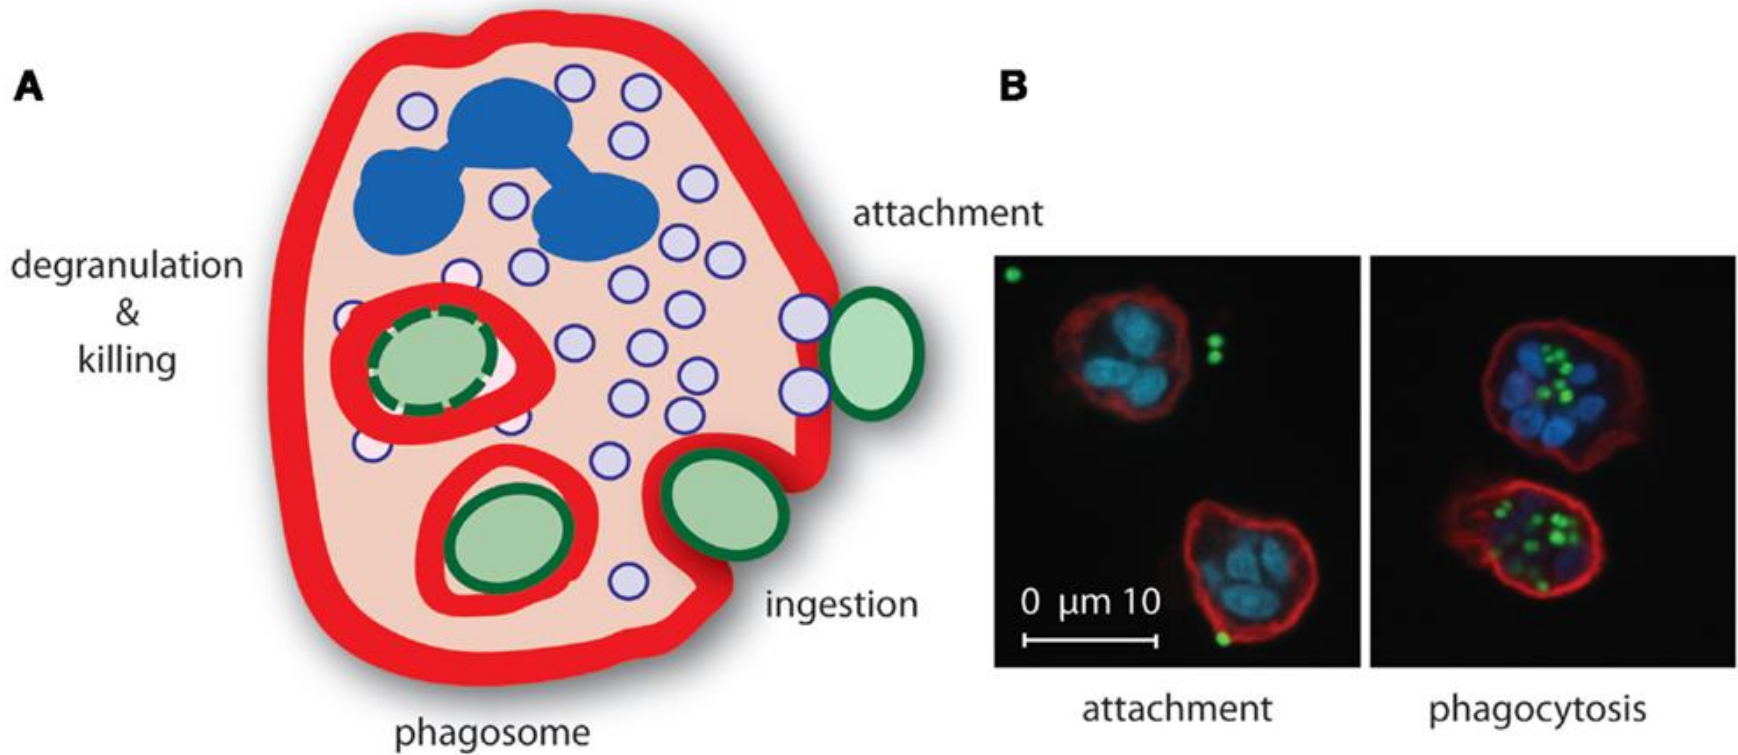 A
B
attachment
degranulation
&
killing
ingestion
0 µm 10
phagosome
attachment
phagocytosis